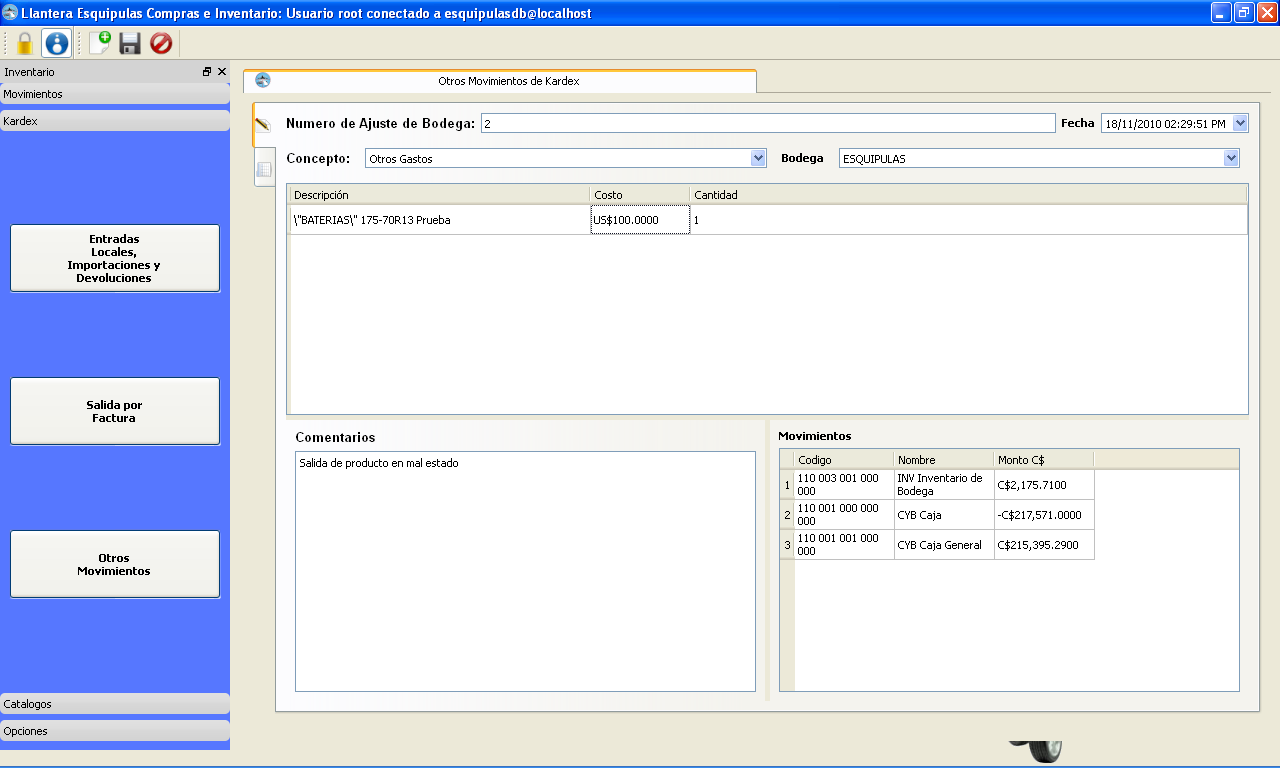 Llantera Esquipulas Compras e Inventario: Usuario root conectado a esquipulasdb@localhost
Inventario
Movimientos
Kardex
Entradas
Locales,
Importaciones y
Devoluciones
Salida por
Factura
Otros
Movimientos
Catalogos
Opciones
Otros Movimientos de Kardex
Numero de Ajuste de Bodega: 2 Fecha 18/11/2010 02:29:51 PM
Concepto: Otros Gastos Bodega ESQUIPULAS
Descripción Costo Cantidad
\"BATERIAS\" 175-70R13 Prueba US$100.0000 1
Comentarios
Salida de producto en mal estado
Movimientos
Codigo Nombre Monto C$
1 110 003 001 000 000 INV Inventario de Bodega C$2,175.7100
2 110 001 000 000 000 CYB Caja -C$217,571.0000
3 110 001 001 000 000 CYB Caja General C$215,395.2900